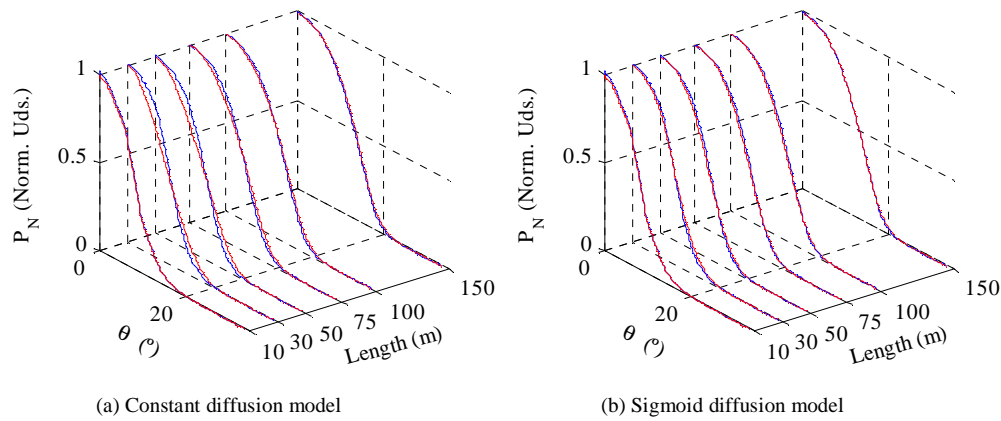 1
0.5
0
P_N (Norm. Uds.)
0
20
θ (º)
10 30 50 75 100 150
Length (m)
(a) Constant diffusion model
1
0.5
0
P_N (Norm. Uds.)
0
20
θ (º)
10 30 50 75 100 150
Length (m)
(b) Sigmoid diffusion model